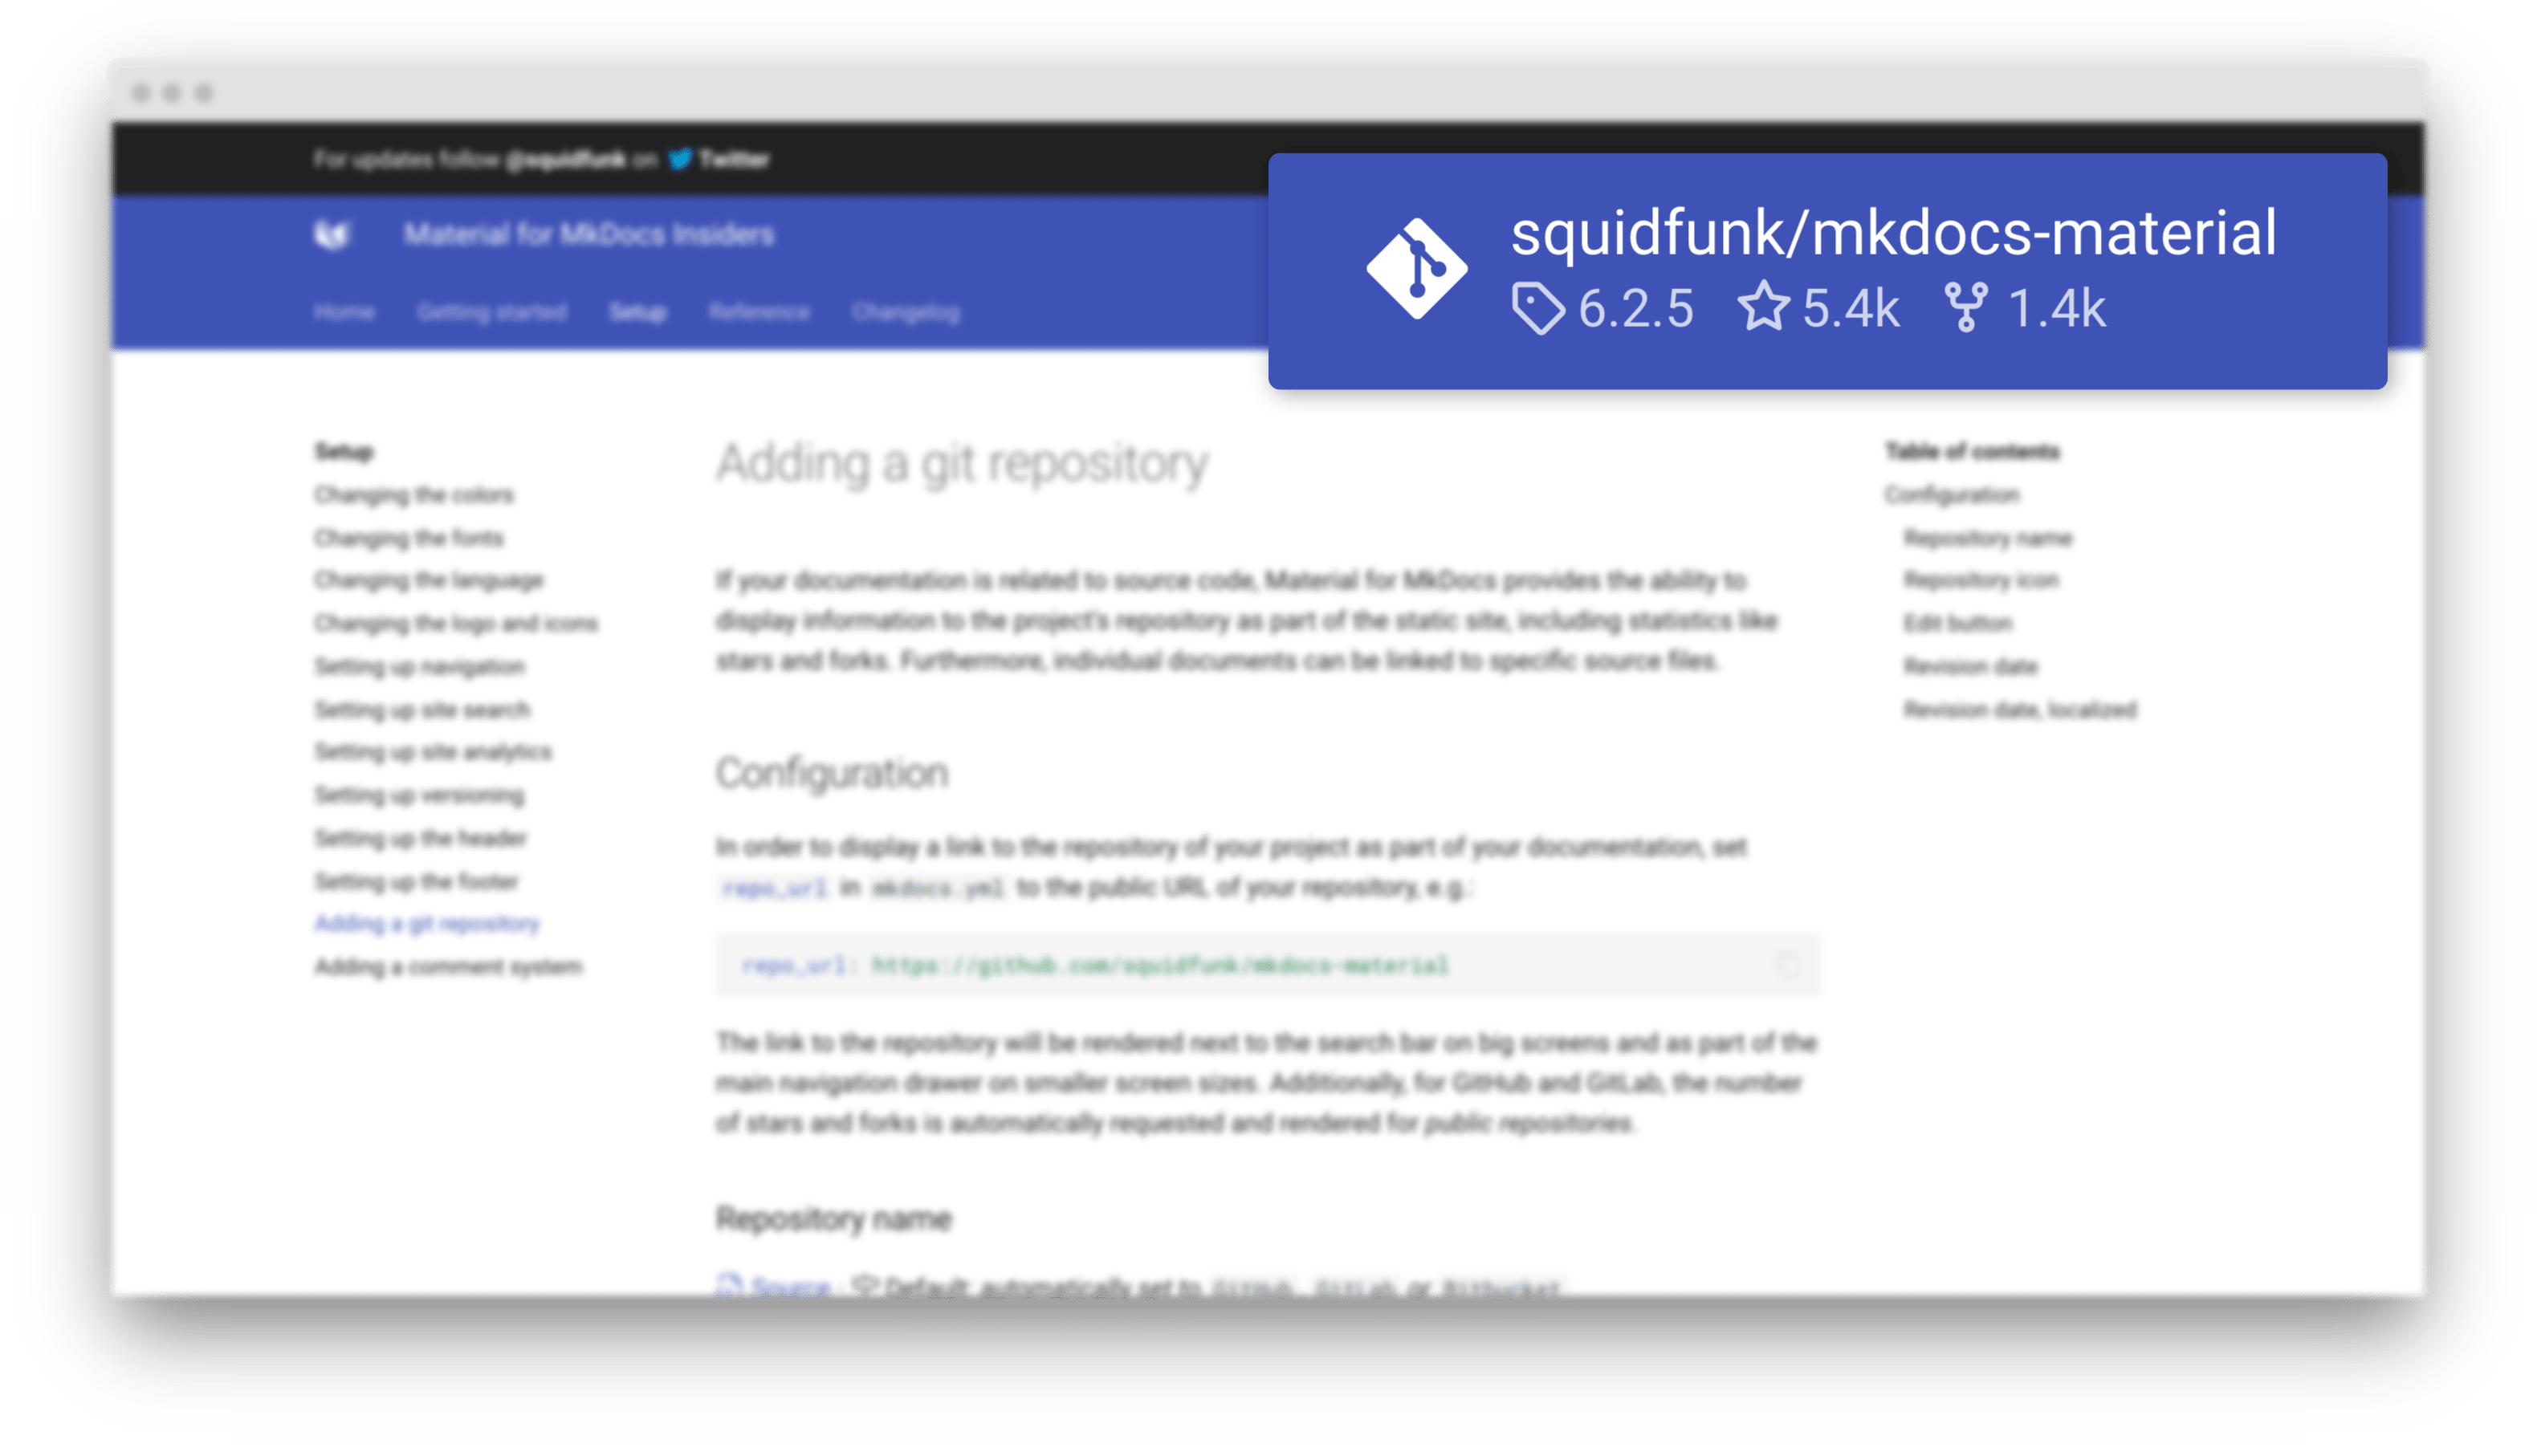 For updates follow @squidfunk on Twitter
Material for MkDocs Insiders
squidfunk/mkdocs-material
6.2.5 5.4k 1.4k
Home Getting started Setup Reference Changelog
Setup
Changing the colors
Changing the fonts
Changing the language
Changing the logo and icons
Setting up navigation
Setting up site search
Setting up site analytics
Setting up versioning
Setting up the header
Setting up the footer
Adding a git repository
Adding a comment system
Adding a git repository
If your documentation is related to source code, Material for MkDocs provides the ability to
display information to the project's repository as part of the static site, including statistics like
stars and forks. Furthermore, individual documents can be linked to specific source files.
Configuration
In order to display a link to the repository of your project as part of your documentation, set
repo_url in mkdocs.yml to the public URL of your repository, e.g.:
repo_url: https://github.com/squidfunk/mkdocs-material
The link to the repository will be rendered next to the search bar on big screens and as part of the
main navigation drawer on smaller screen sizes. Additionally, for GitHub and GitLab, the number
of stars and forks is automatically requested and rendered for public repositories.
Repository name
Source · Default: automatically set to GitHub, GitLab or Bitbucket
Table of contents
Configuration
Repository name
Repository icon
Edit button
Revision date
Revision date, localized